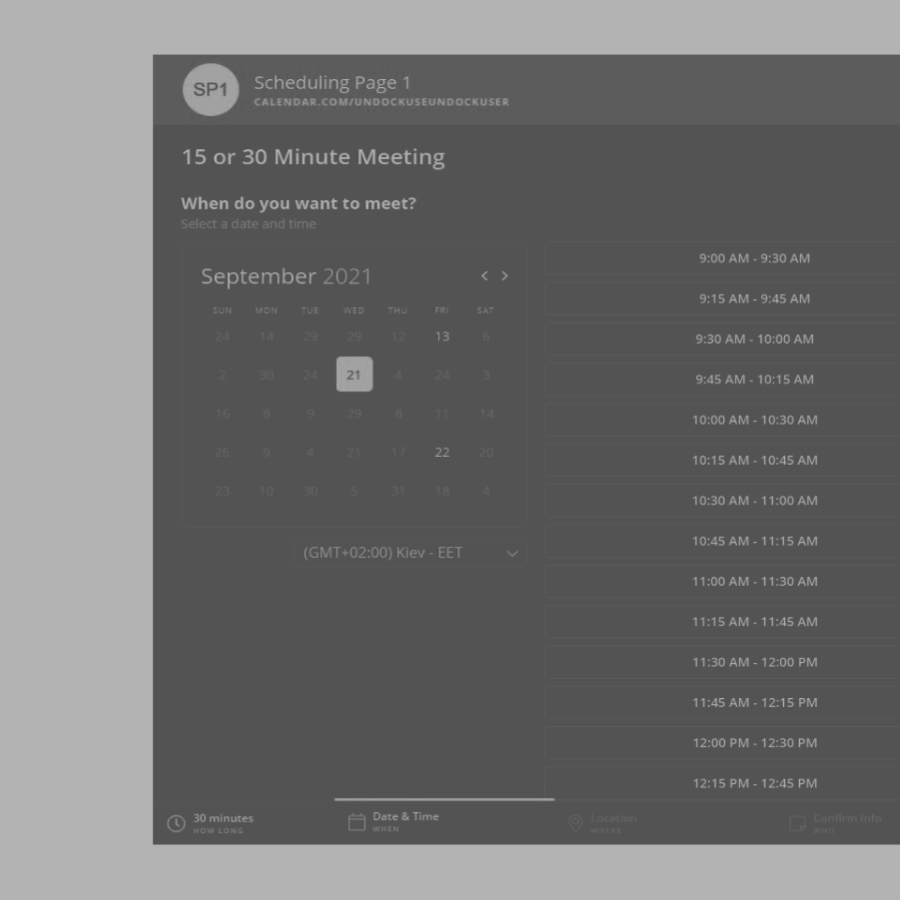 SP1
Scheduling Page 1
CALENDAR.COM/UNDOCKUSEUNDOCKUSER
15 or 30 Minute Meeting
When do you want to meet?
Select a date and time
September 2021
SUN MON TUE WED THU FRI SAT
24 14 29 29 12 13 6
2 30 24 21 4 24 3
16 8 9 29 8 11 14
26 9 4 21 17 22 20
23 10 30 5 31 18 4
(GMT+02:00) Kiev - EET
9:00 AM - 9:30 AM
9:15 AM - 9:45 AM
9:30 AM - 10:00 AM
9:45 AM - 10:15 AM
10:00 AM - 10:30 AM
10:15 AM - 10:45 AM
10:30 AM - 11:00 AM
10:45 AM - 11:15 AM
11:00 AM - 11:30 AM
11:15 AM - 11:45 AM
11:30 AM - 12:00 PM
11:45 AM - 12:15 PM
12:00 PM - 12:30 PM
12:15 PM - 12:45 PM
30 minutes
HOW LONG
Date & Time
WHEN
Location
WHERE
Confirm Info
WHO